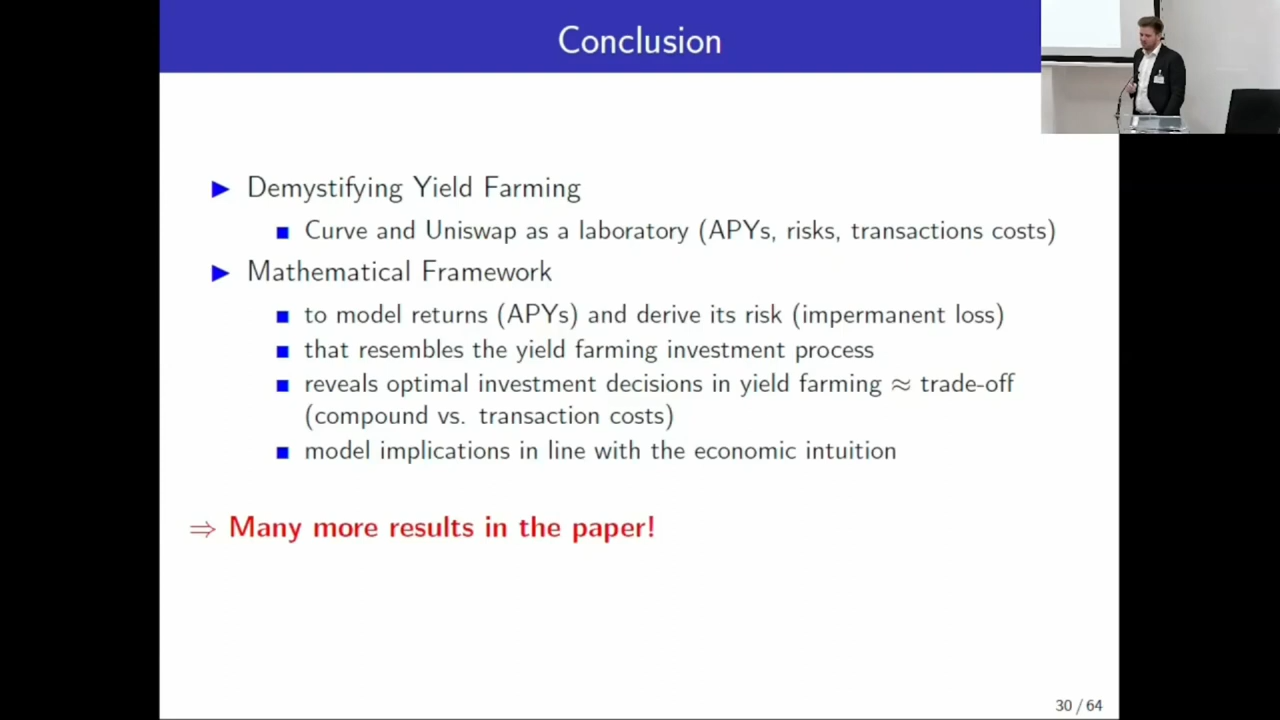 Conclusion
▶ Demystifying Yield Farming
■ Curve and Uniswap as a laboratory (APYs, risks, transactions costs)
▶ Mathematical Framework
■ to model returns (APYs) and derive its risk (impermanent loss)
■ that resembles the yield farming investment process
■ reveals optimal investment decisions in yield farming ≈ trade-off
(compound vs. transaction costs)
■ model implications in line with the economic intuition
⇒ Many more results in the paper!
30 / 64